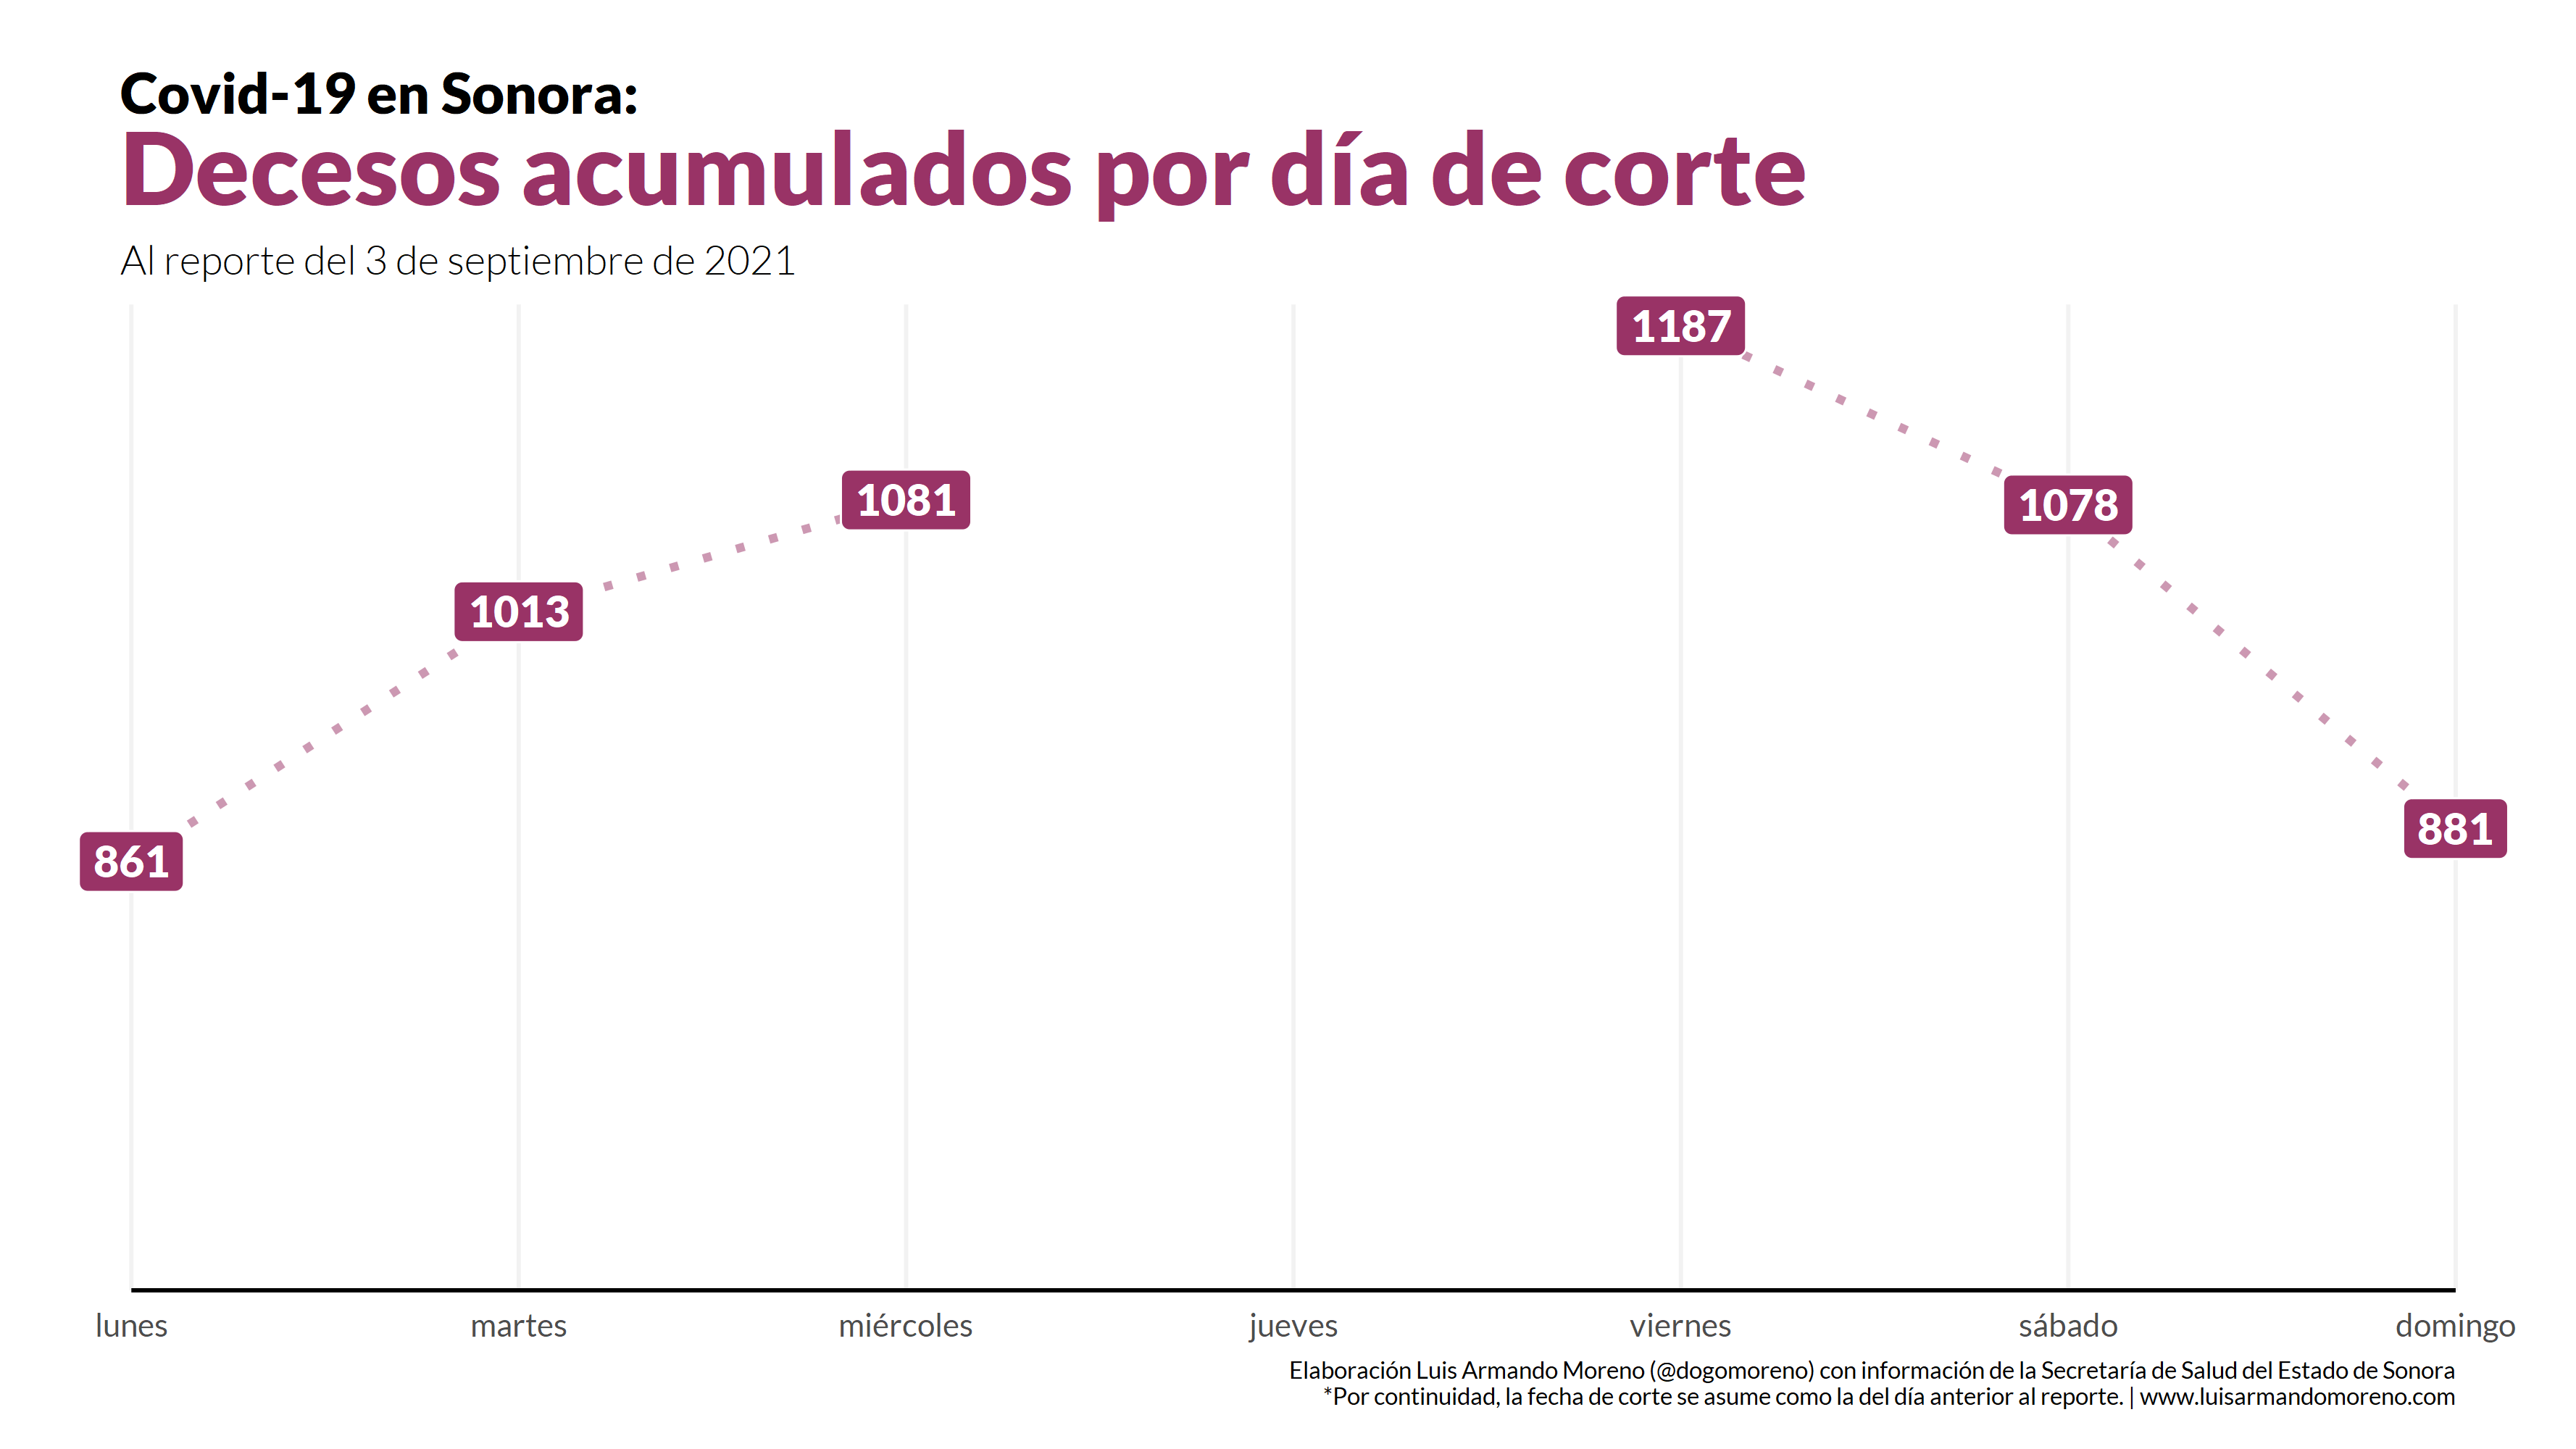 Covid-19 en Sonora:
Decesos acumulados por día de corte
Al reporte del 3 de septiembre de 2021
1187
1081
1078
1013
881
861
lunes martes miércoles jueves viernes sábado domingo
Elaboración Luis Armando Moreno (@dogomoreno) con información de la Secretaría de Salud del Estado de Sonora
*Por continuidad, la fecha de corte se asume como la del día anterior al reporte. | www.luisarmandomoreno.com